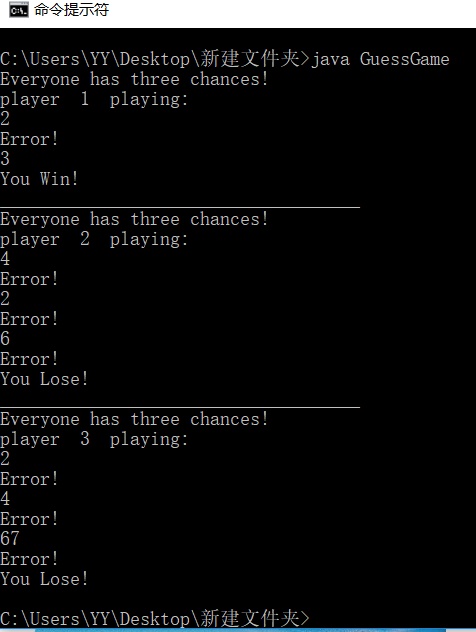 命令提示符
C:\Users\YY\Desktop\新建文件夹>java GuessGame
Everyone has three chances!
player  1  playing:
2
Error!
3
You Win!
____________________________________
Everyone has three chances!
player  2  playing:
4
Error!
2
Error!
6
Error!
You Lose!
____________________________________
Everyone has three chances!
player  3  playing:
2
Error!
4
Error!
67
Error!
You Lose!
C:\Users\YY\Desktop\新建文件夹>